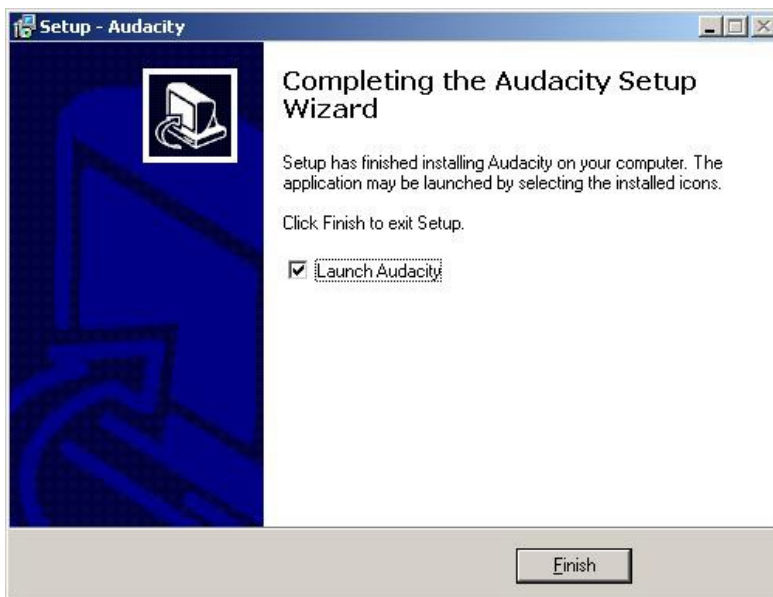 Setup - Audacity
Completing the Audacity Setup
Wizard
Setup has finished installing Audacity on your computer. The
application may be launched by selecting the installed icons.
Click Finish to exit Setup.
Launch Audacity
Finish